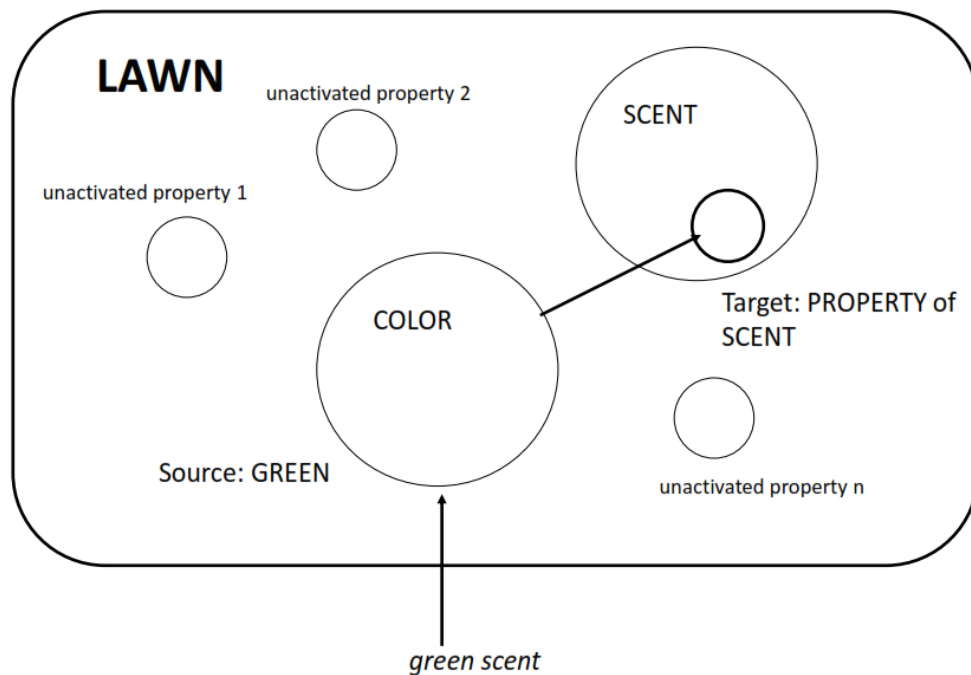 LAWN
unactivated property 2
SCENT
unactivated property 1
COLOR
Target: PROPERTY of
SCENT
Source: GREEN
unactivated property n
green scent